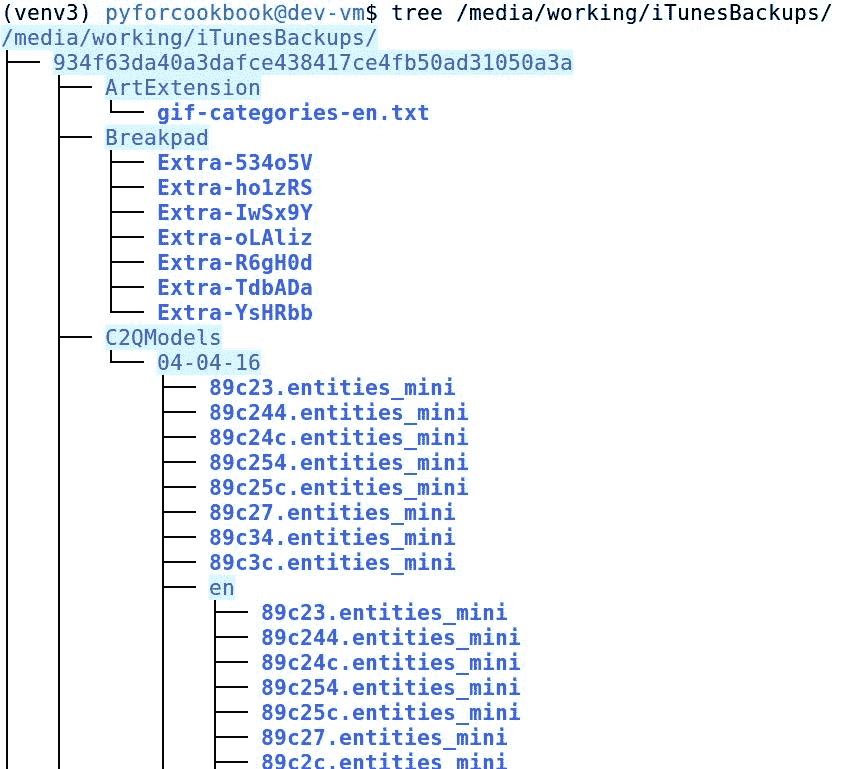 (venv3) pyforcookbook@dev-vm$ tree /media/working/iTunesBackups/
/media/working/iTunesBackups/
934f63da40a3dafce438417ce4fb50ad31050a3a
ArtExtension
gif-categories-en.txt
Breakpad
Extra-534o5V
Extra-ho1zRS
Extra-IwSx9Y
Extra-oLAliz
Extra-R6gH0d
Extra-TdbADa
Extra-YsHRbb
C2QModels
04-04-16
89c23.entities_mini
89c244.entities_mini
89c24c.entities_mini
89c254.entities_mini
89c25c.entities_mini
89c27.entities_mini
89c34.entities_mini
89c3c.entities_mini
en
89c23.entities_mini
89c244.entities_mini
89c24c.entities_mini
89c254.entities_mini
89c25c.entities_mini
89c27.entities_mini
89c2c.entities_mini